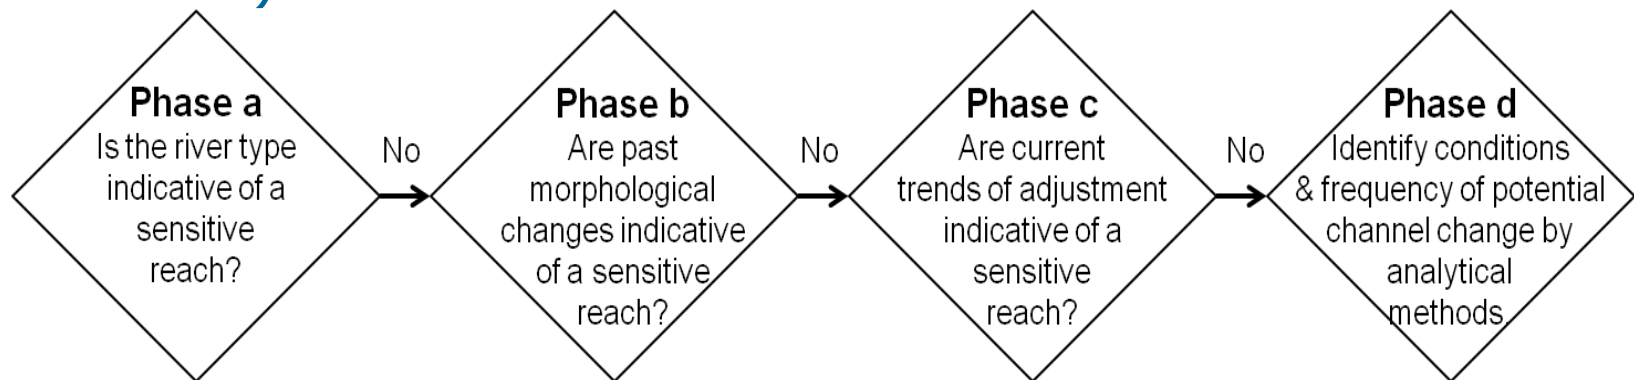 Phase a
Is the river type
indicative of a
sensitive
reach?
No
Phase b
Are past
morphological
changes indicative
of a sensitive
reach?
No
Phase c
Are current
trends of adjustment
indicative of a
sensitive
reach?
No
Phase d
Identify conditions
& frequency of potential
channel change by
analytical
methods.